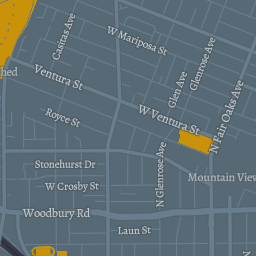 Casitas Ave
W Mariposa St
Glenrose Ave
Ventura St
Glen Ave
N Fair Oaks Ave
Royce St
W Ventura St
Stonehurst Dr
N Glenrose Ave
Mountain View
W Crosby St
Woodbury Rd
Laun St